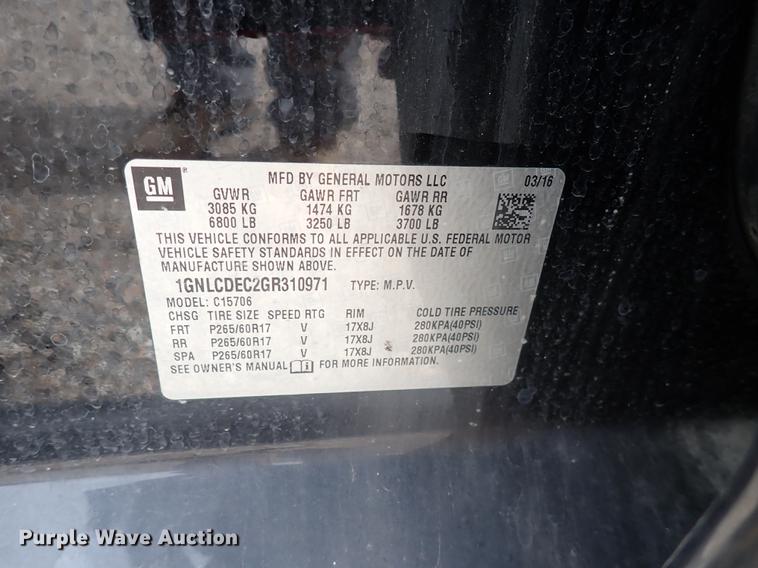 GM
MFD BY GENERAL MOTORS LLC 03/16
GVWR GAWR FRT GAWR RR
3085 KG 1474 KG 1678 KG
6800 LB 3250 LB 3700 LB
THIS VEHICLE CONFORMS TO ALL APPLICABLE U.S. FEDERAL MOTOR
VEHICLE SAFETY STANDARDS IN EFFECT ON THE DATE OF
MANUFACTURE SHOWN ABOVE.
1GNLCDEC2GR310971 TYPE: M.P.V.
MODEL: C15706
CHSG TIRE SIZE SPEED RTG RIM COLD TIRE PRESSURE
FRT P265/60R17 V 17X8J 280KPA(40PSI)
RR P265/60R17 V 17X8J 280KPA(40PSI)
SPA P265/60R17 V 17X8J 280KPA(40PSI)
SEE OWNER'S MANUAL FOR MORE INFORMATION.
Purple Wave Auction